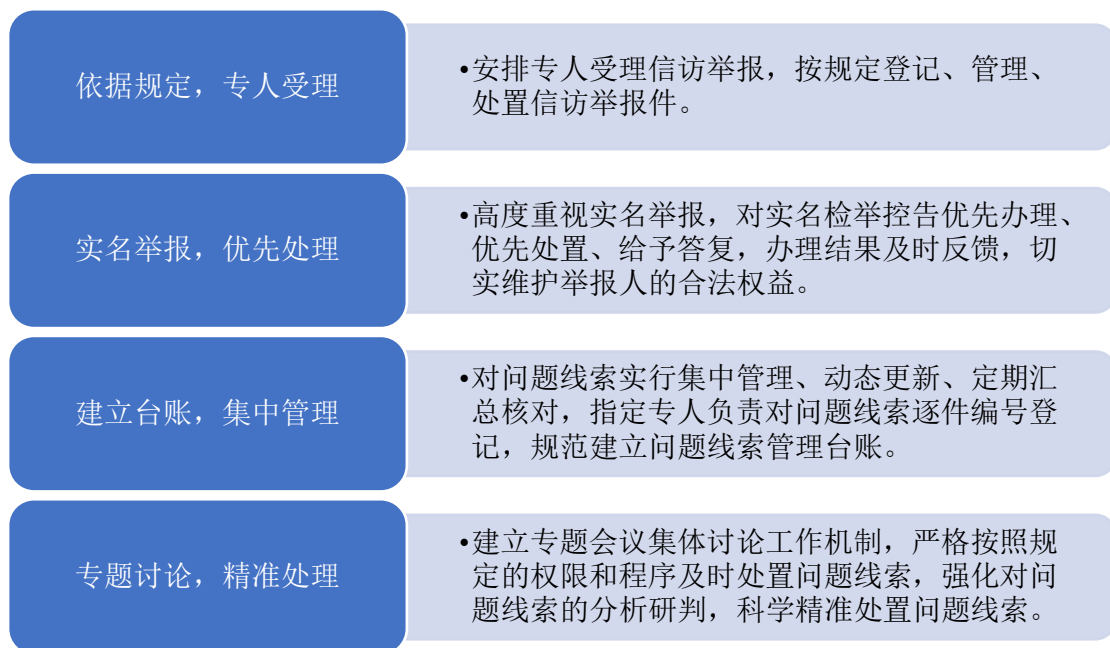 依据规定，专人受理
•安排专人受理信访举报，按规定登记、管理、
处置信访举报件。
实名举报，优先处理
•高度重视实名举报，对实名检举控告优先办理、
优先处置、给予答复，办理结果及时反馈，切
实维护举报人的合法权益。
建立台账，集中管理
•对问题线索实行集中管理、动态更新、定期汇
总核对，指定专人负责对问题线索逐件编号登
记，规范建立问题线索管理台账。
专题讨论，精准处理
•建立专题会议集体讨论工作机制，严格按照规
定的权限和程序及时处置问题线索，强化对问
题线索的分析研判，科学精准处置问题线索。